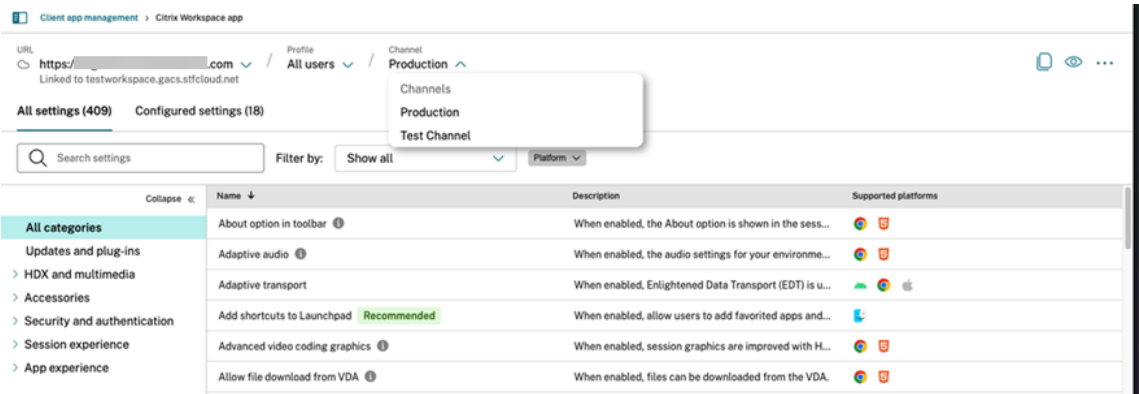 Client app management > Citrix Workspace app
URL
Profile
Channel
https:/ .com / All users / Production
Linked to testworkspace.gacs.stfcloud.net
Channels
Production
Test Channel
All settings (409) Configured settings (18)
Search settings Filter by: Show all Platform
Collapse «
Name ↓ Description Supported platforms
All categories
Updates and plug-ins
> HDX and multimedia
> Accessories
> Security and authentication
> Session experience
> App experience
About option in toolbar When enabled, the About option is shown in the sess...
Adaptive audio When enabled, the audio settings for your environme...
Adaptive transport When enabled, Enlightened Data Transport (EDT) is u...
Add shortcuts to Launchpad Recommended When enabled, allow users to add favorited apps and...
Advanced video coding graphics When enabled, session graphics are improved with H...
Allow file download from VDA When enabled, files can be downloaded from the VDA.